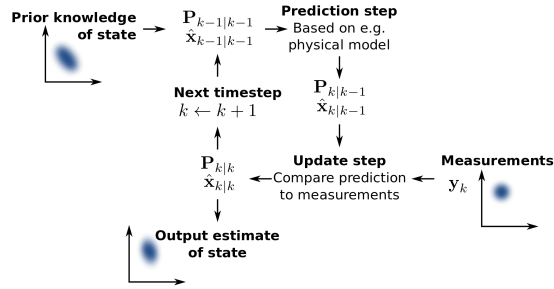 Prior knowledge
of state
P_{k−1|k−1}
x̂_{k−1|k−1}
Prediction step
Based on e.g.
physical model
P_{k|k−1}
x̂_{k|k−1}
Next timestep
k ← k + 1
P_{k|k}
x̂_{k|k}
Update step
Compare prediction
to measurements
Measurements
y_k
Output estimate
of state